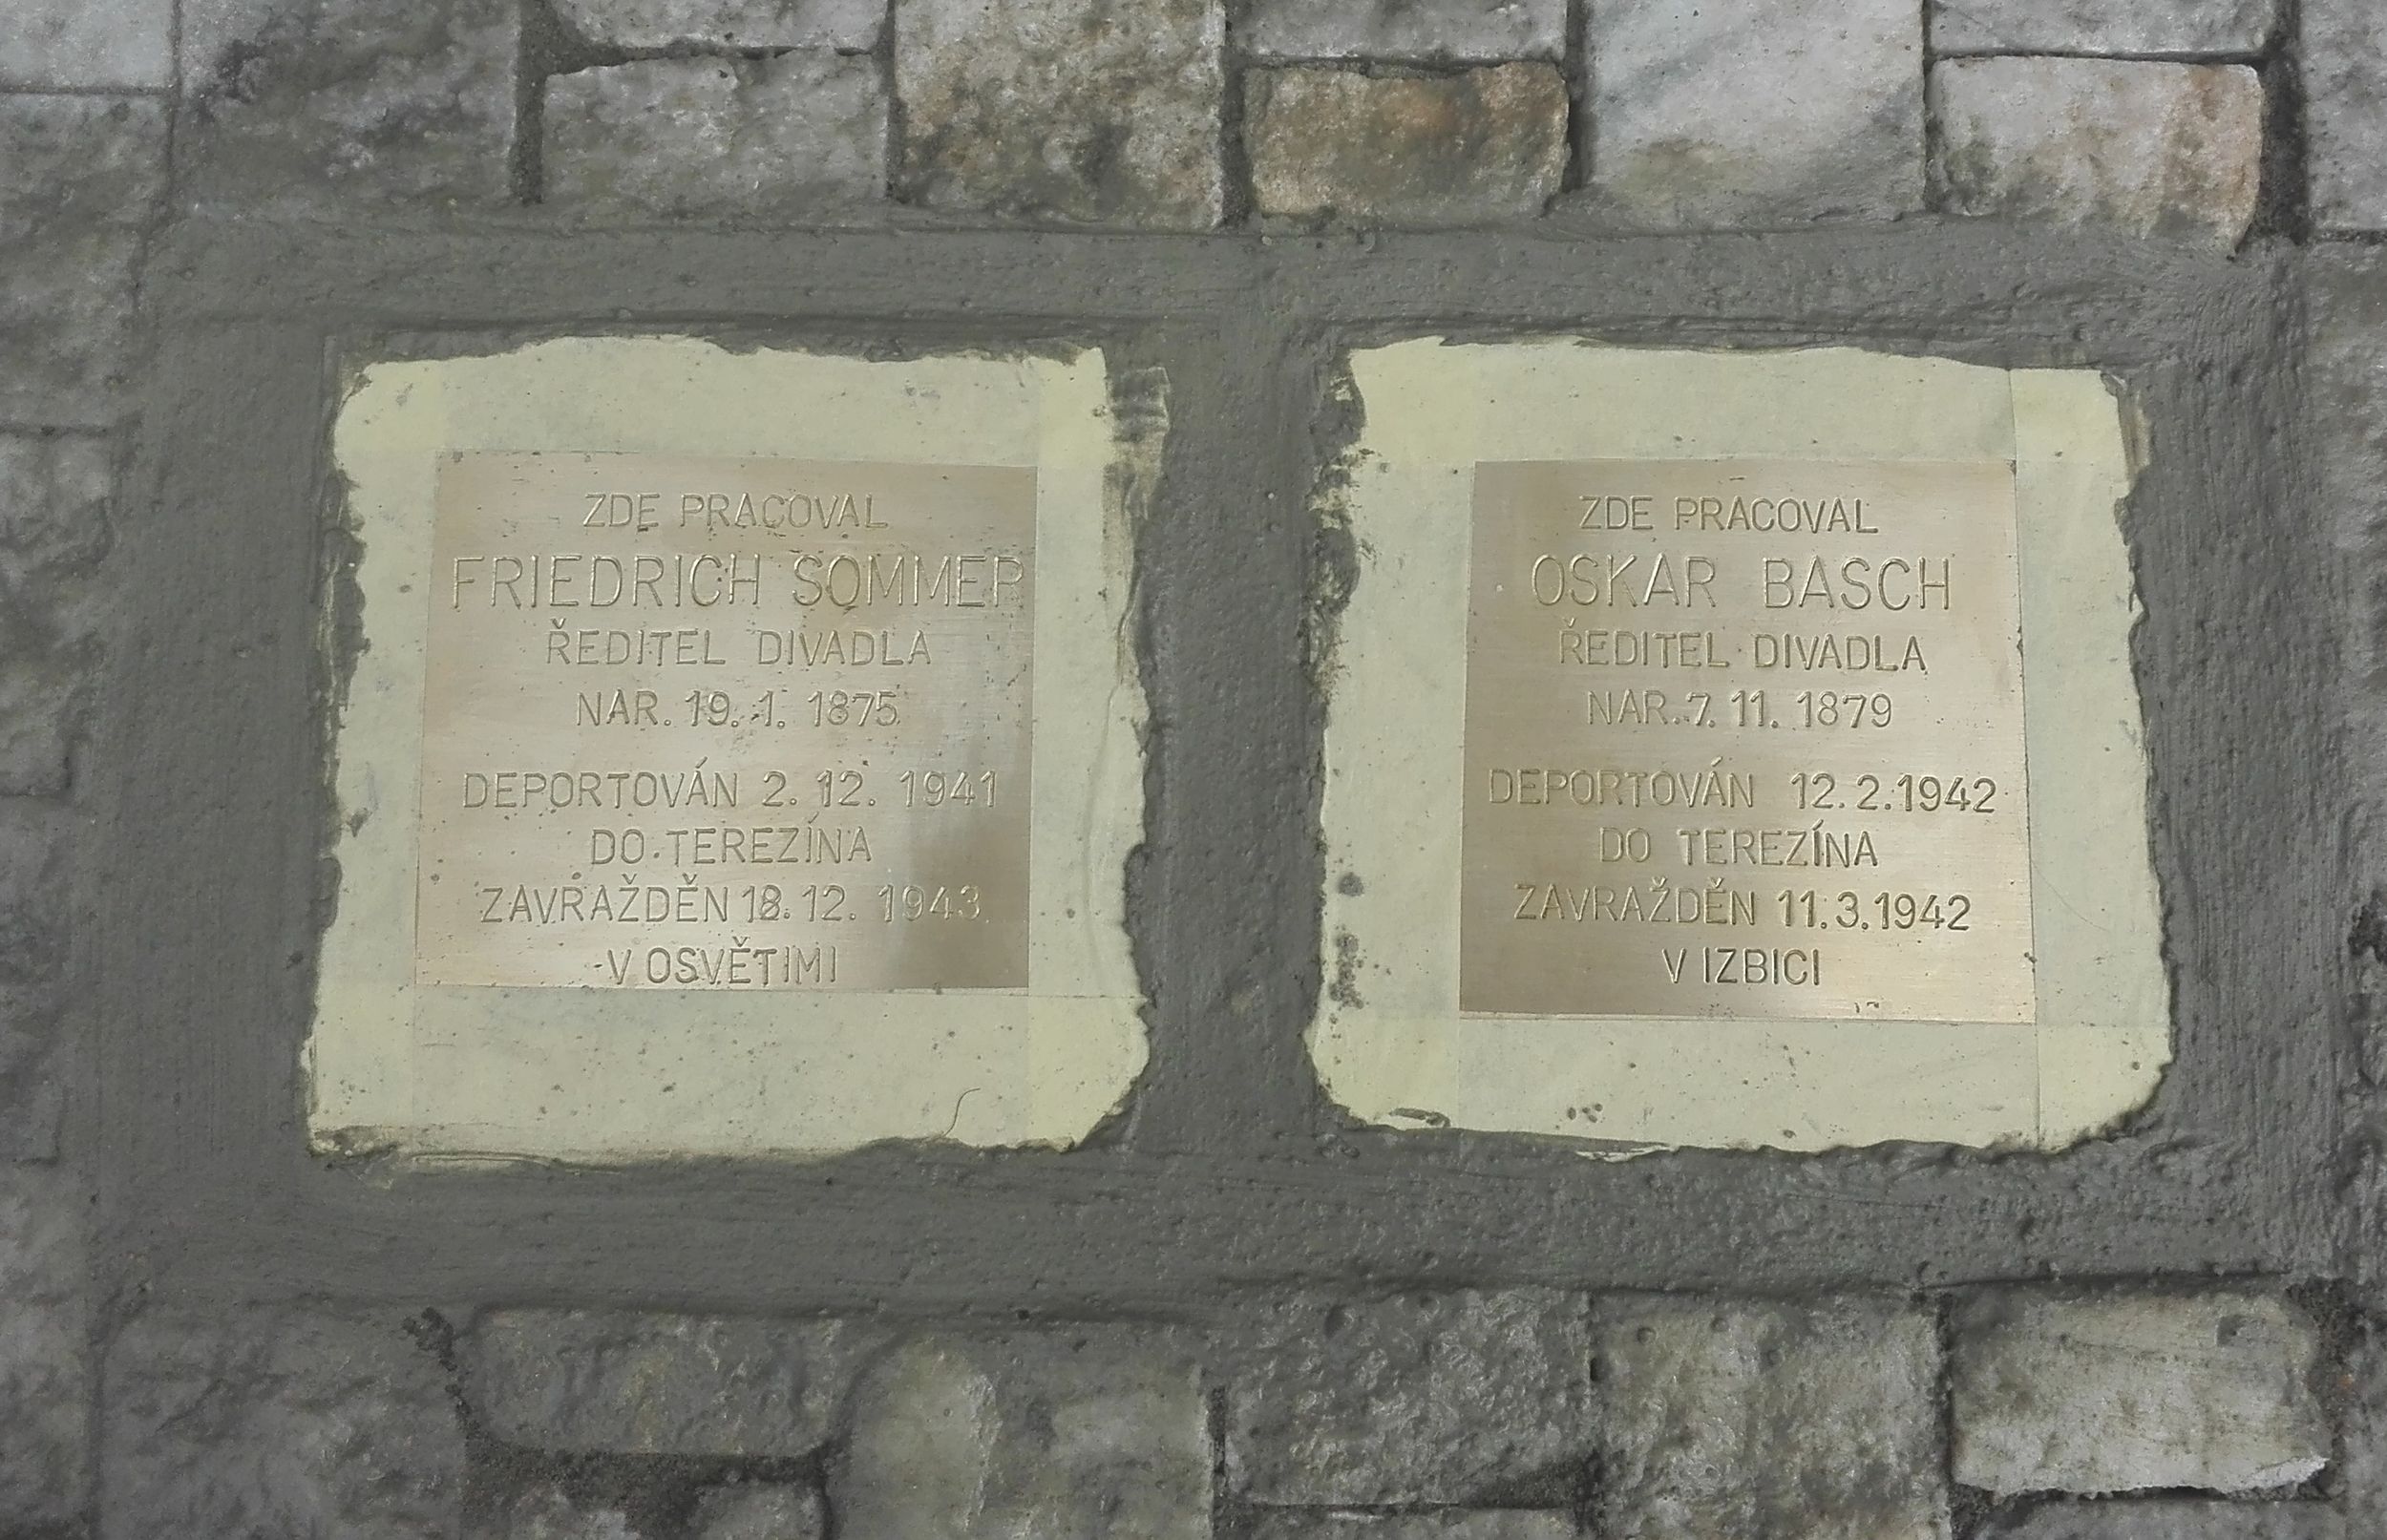 ZDE PRACOVAL
FRIEDRICH SOMMER
ŘEDITEL DIVADLA
NAR. 19. 1. 1875
DEPORTOVÁN 2. 12. 1941
DO TEREZÍNA
ZAVRAŽDĚN 18. 12. 1943
V OSVĚTIMI
ZDE PRACOVAL
OSKAR BASCH
ŘEDITEL DIVADLA
NAR. 7. 11. 1879
DEPORTOVÁN 12. 2. 1942
DO TEREZÍNA
ZAVRAŽDĚN 11. 3. 1942
V IZBICI